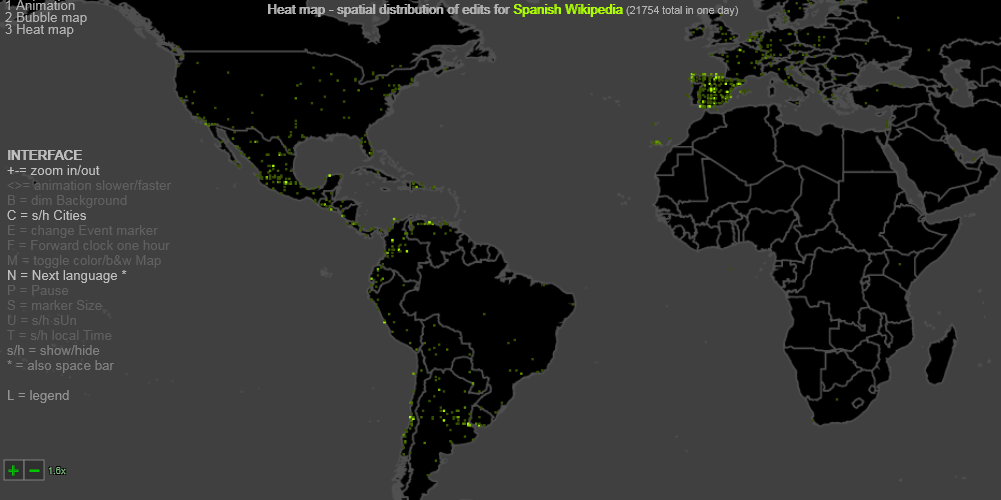 1 Animation
2 Bubble map
3 Heat map
Heat map - spatial distribution of edits for Spanish Wikipedia (21754 total in one day)
INTERFACE
+-= zoom in/out
<>= animation slower/faster
B = dim Background
C = s/h Cities
E = change Event marker
F = Forward clock one hour
M = toggle color/b&w Map
N = Next language *
P = Pause
S = marker Size
U = s/h sUn
T = s/h local Time
s/h = show/hide
* = also space bar
L = legend
+ − 1.6x